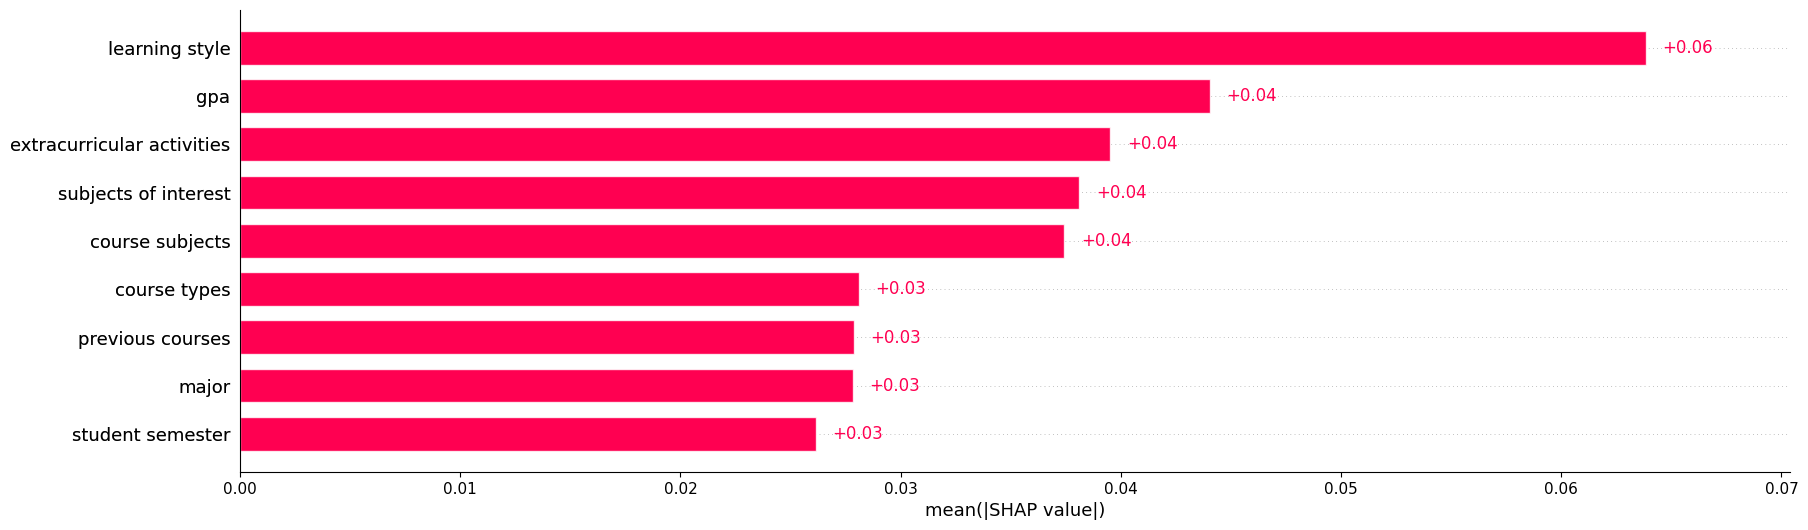 learning style +0.06
gpa +0.04
extracurricular activities +0.04
subjects of interest +0.04
course subjects +0.04
course types +0.03
previous courses +0.03
major +0.03
student semester +0.03
0.00 0.01 0.02 0.03 0.04 0.05 0.06 0.07
mean(|SHAP value|)